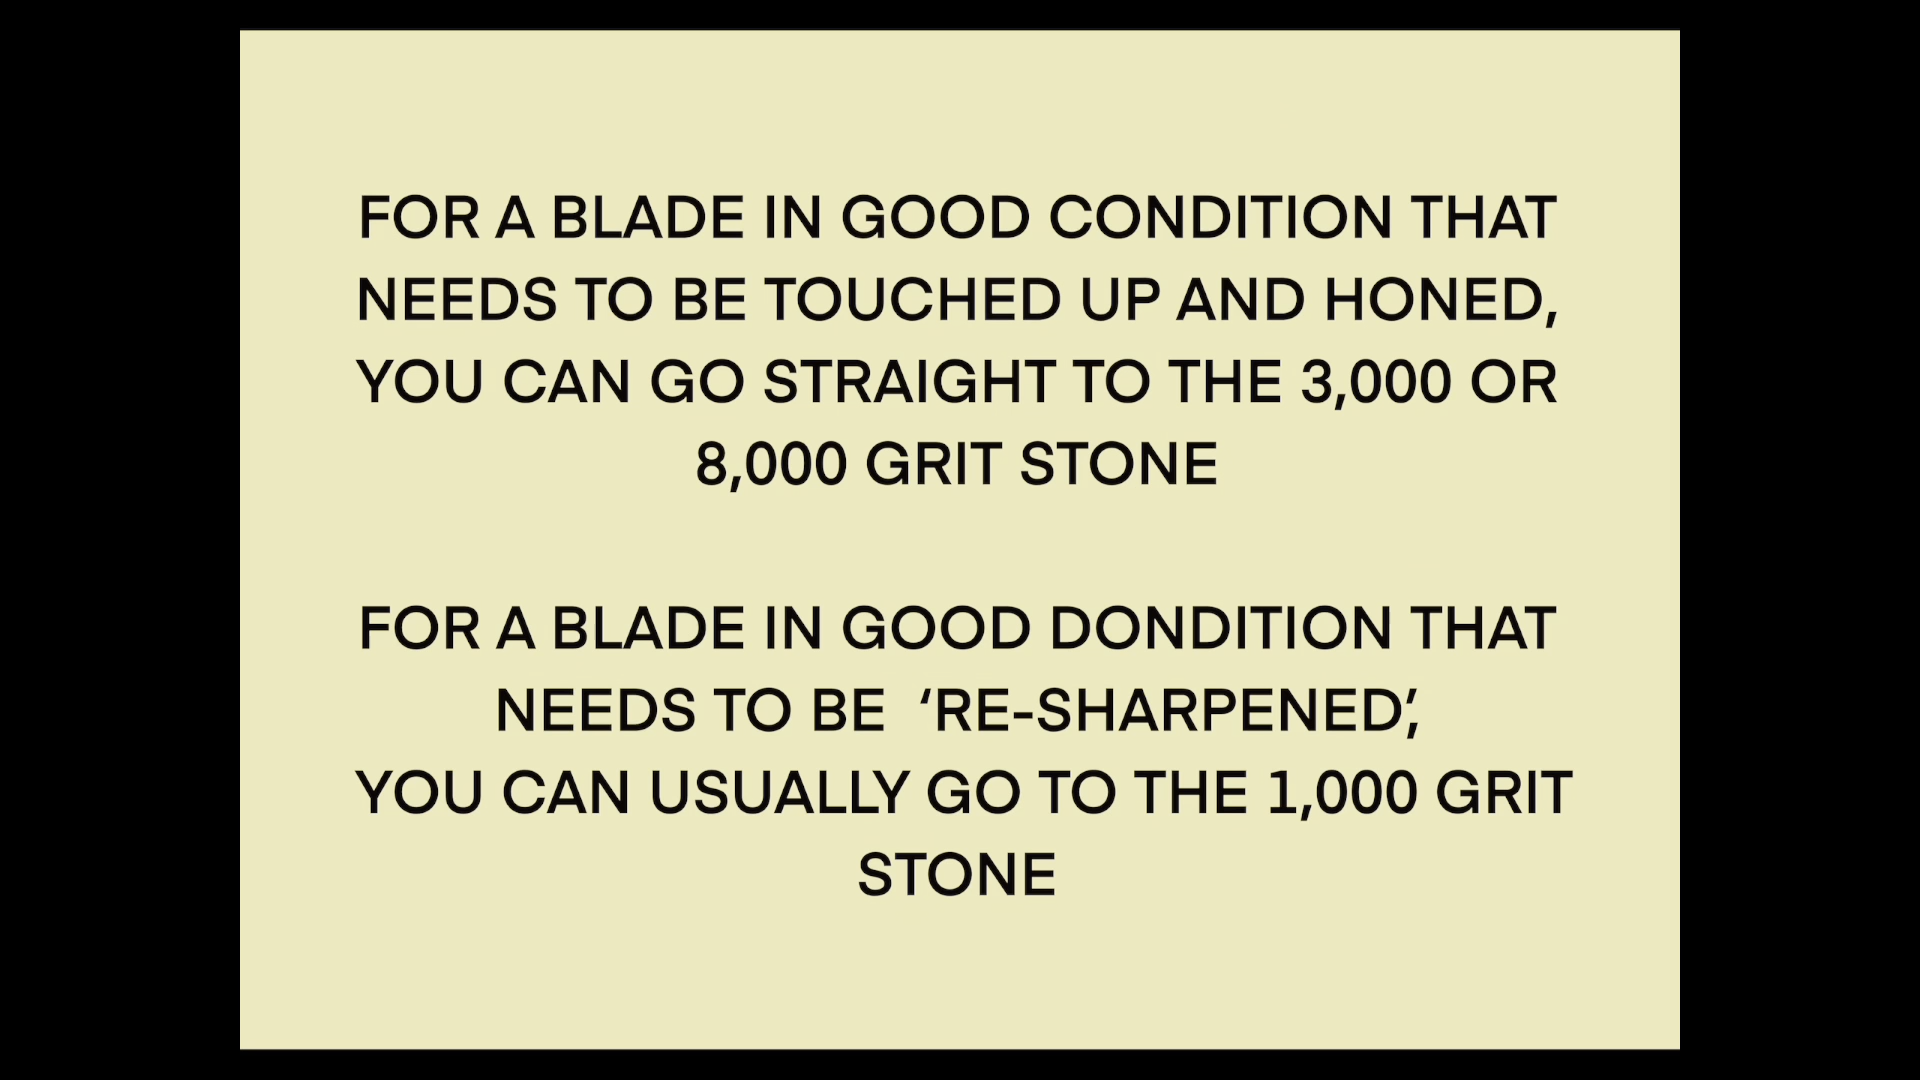 FOR A BLADE IN GOOD CONDITION THAT
NEEDS TO BE TOUCHED UP AND HONED,
YOU CAN GO STRAIGHT TO THE 3,000 OR
8,000 GRIT STONE
FOR A BLADE IN GOOD DONDITION THAT
NEEDS TO BE  ‘RE-SHARPENED’,
YOU CAN USUALLY GO TO THE 1,000 GRIT
STONE